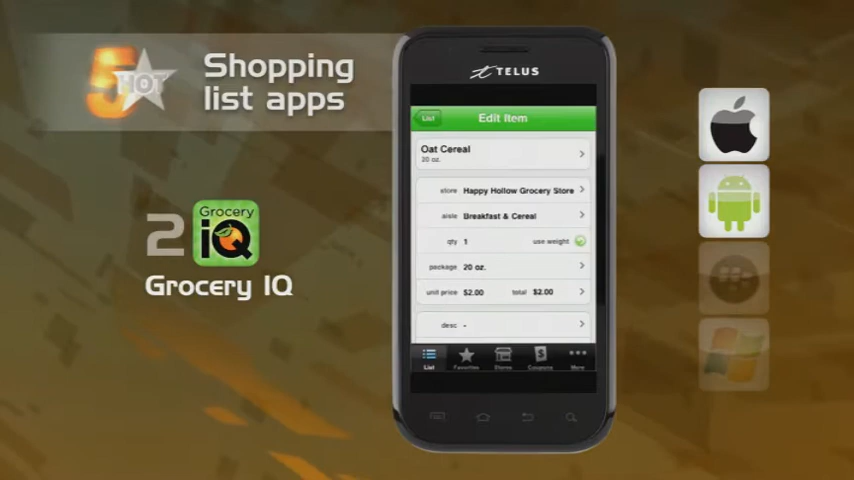 5 HOT
Shopping
list apps
2
Grocery
iQ
Grocery IQ
TELUS
List
Edit Item
Oat Cereal
20 oz.
store Happy Hollow Grocery Store
aisle Breakfast & Cereal
qty 1 use weight
package 20 oz.
unit price $2.00 total $2.00
desc -
List Favorites Stores Coupons More